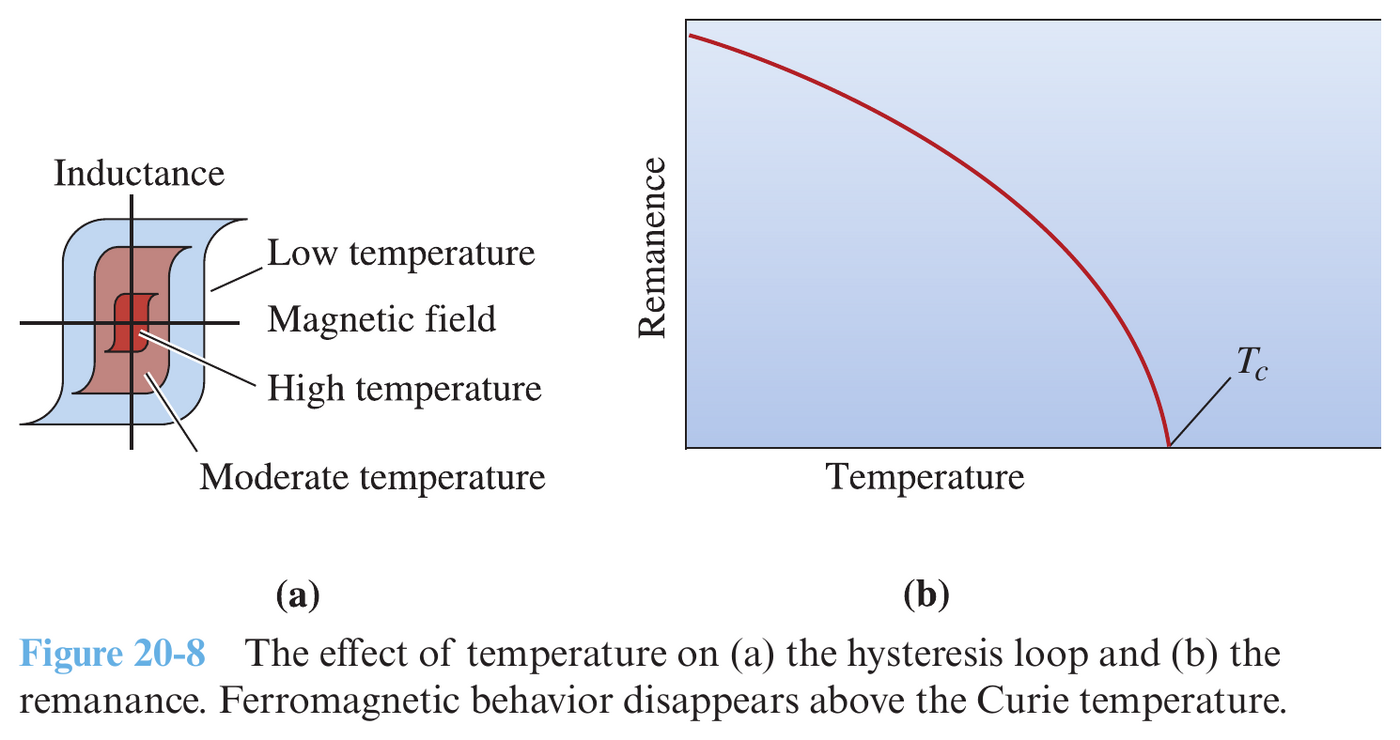 Inductance
Low temperature
Magnetic field
High temperature
Moderate temperature
(a)
Remanence
T_c
Temperature
(b)
Figure 20-8 The effect of temperature on (a) the hysteresis loop and (b) the
remanance. Ferromagnetic behavior disappears above the Curie temperature.